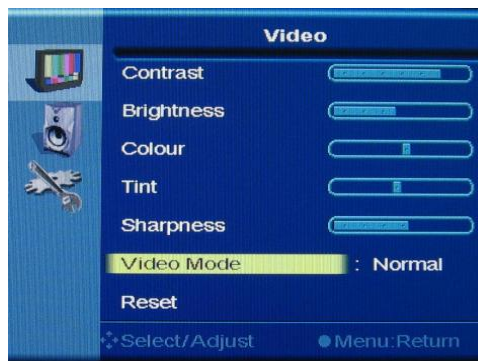 Video
Contrast
Brightness
Colour
Tint
Sharpness
Video Mode : Normal
Reset
Select/Adjust Menu:Return